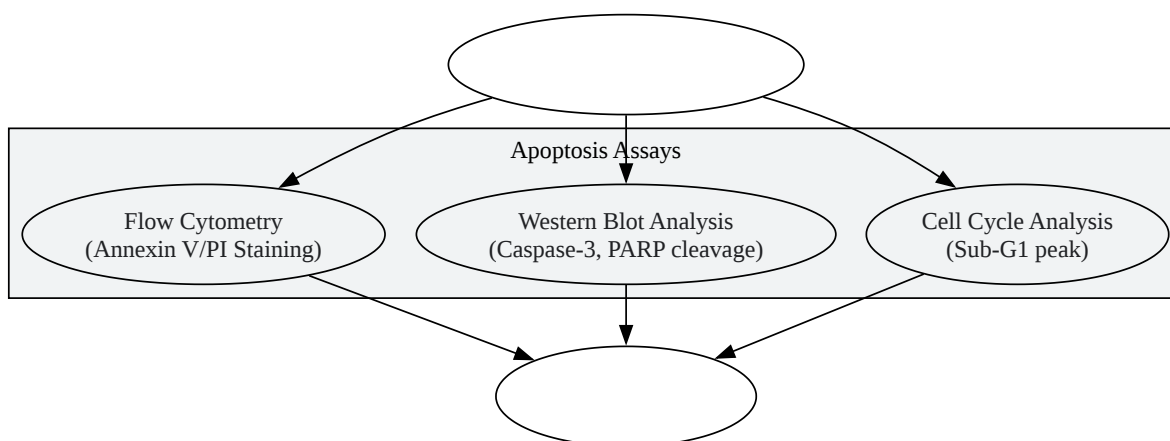 Apoptosis Assays
Flow Cytometry
(Annexin V/PI Staining)
Western Blot Analysis
(Caspase-3, PARP cleavage)
Cell Cycle Analysis
(Sub-G1 peak)